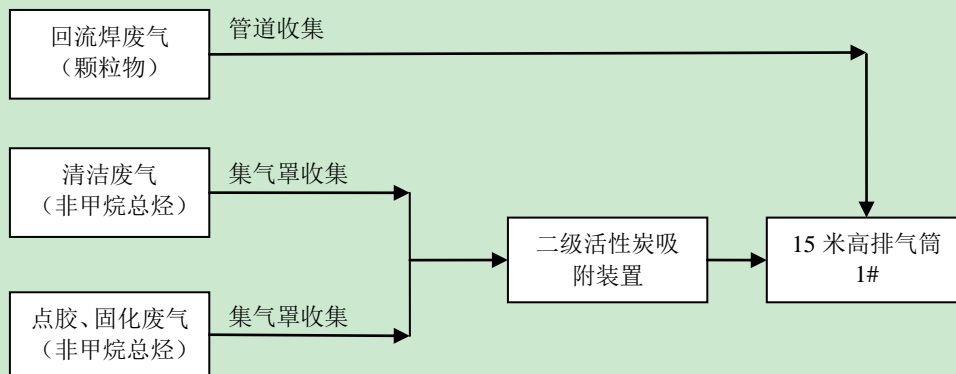 回流焊废气
（颗粒物）
管道收集
清洁废气
（非甲烷总烃）
集气罩收集
二级活性炭吸
附装置
15 米高排气筒
1#
点胶、固化废气
（非甲烷总烃）
集气罩收集